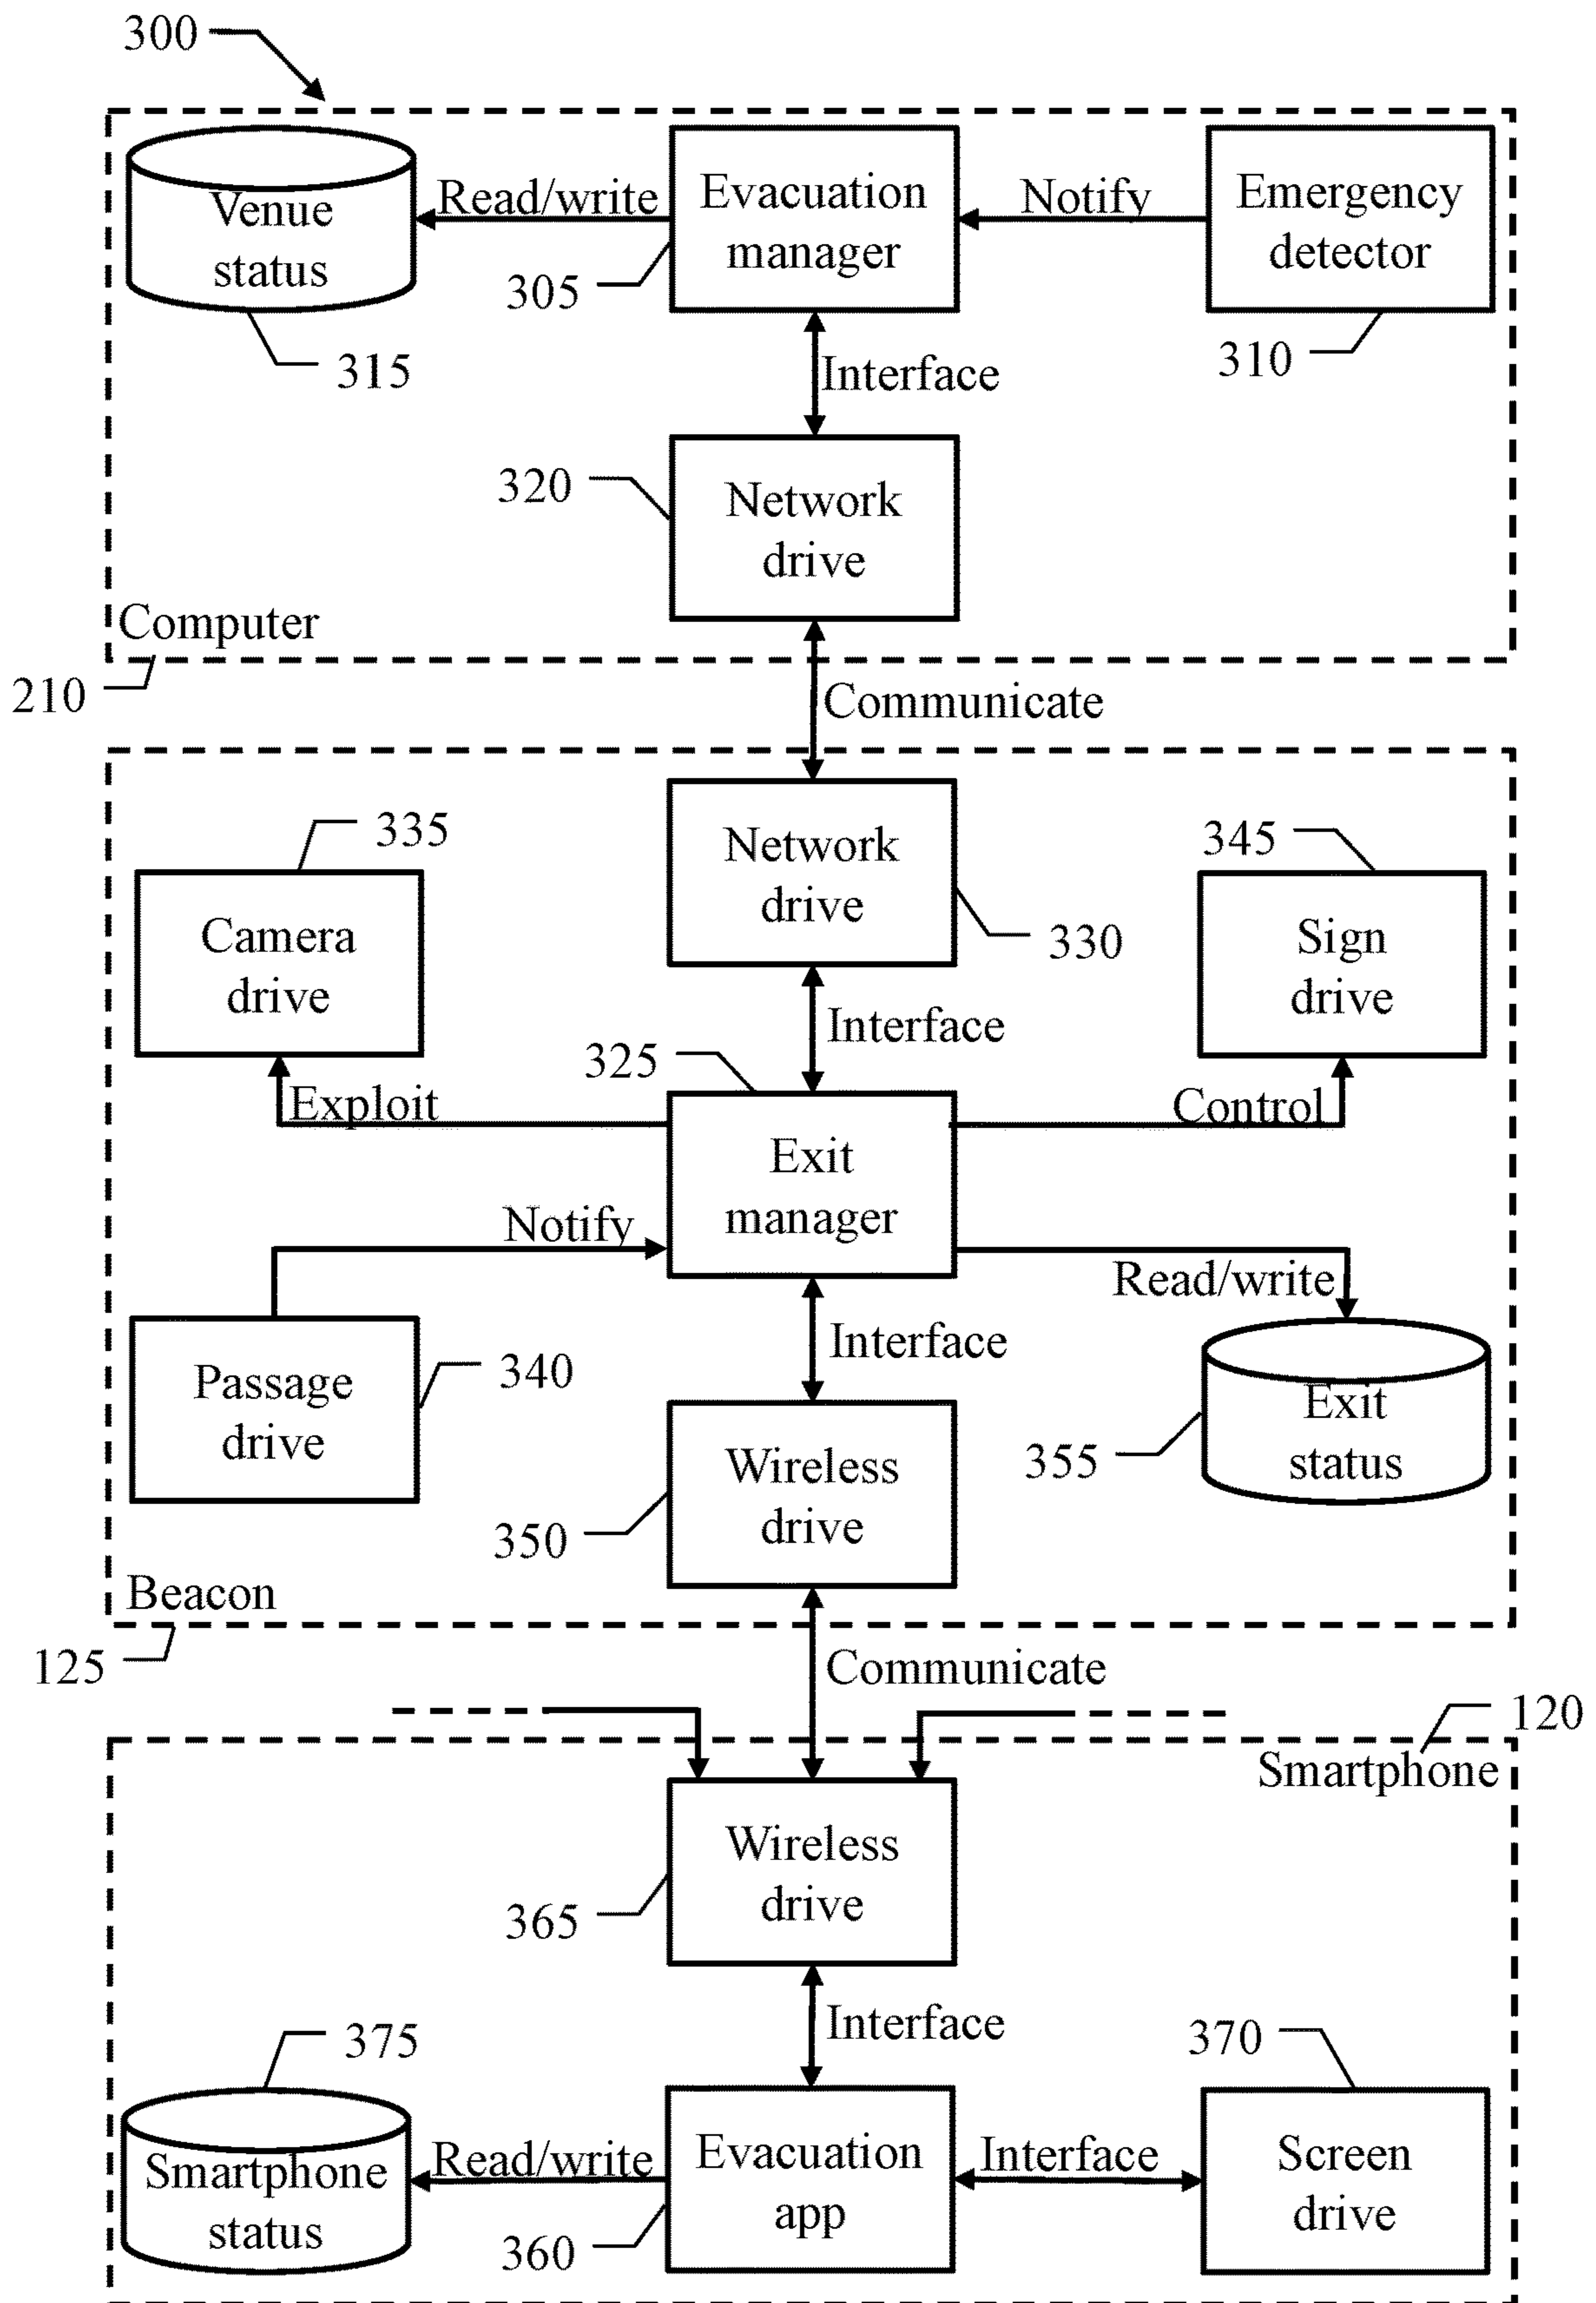 300
Venue
status
Read/write
Evacuation
manager
Notify
Emergency
detector
305
315
310
Interface
320
Network
drive
Computer
210
Communicate
335
Network
drive
345
Camera
drive
330
Sign
drive
Interface
325
Exploit
Control
Exit
manager
Notify
Read/write
Interface
Passage
drive
340
Exit
status
355
Wireless
drive
350
Beacon
125
Communicate
120
Smartphone
Wireless
drive
365
Interface
375
370
Smartphone
status
Read/write
Evacuation
app
Interface
Screen
drive
360